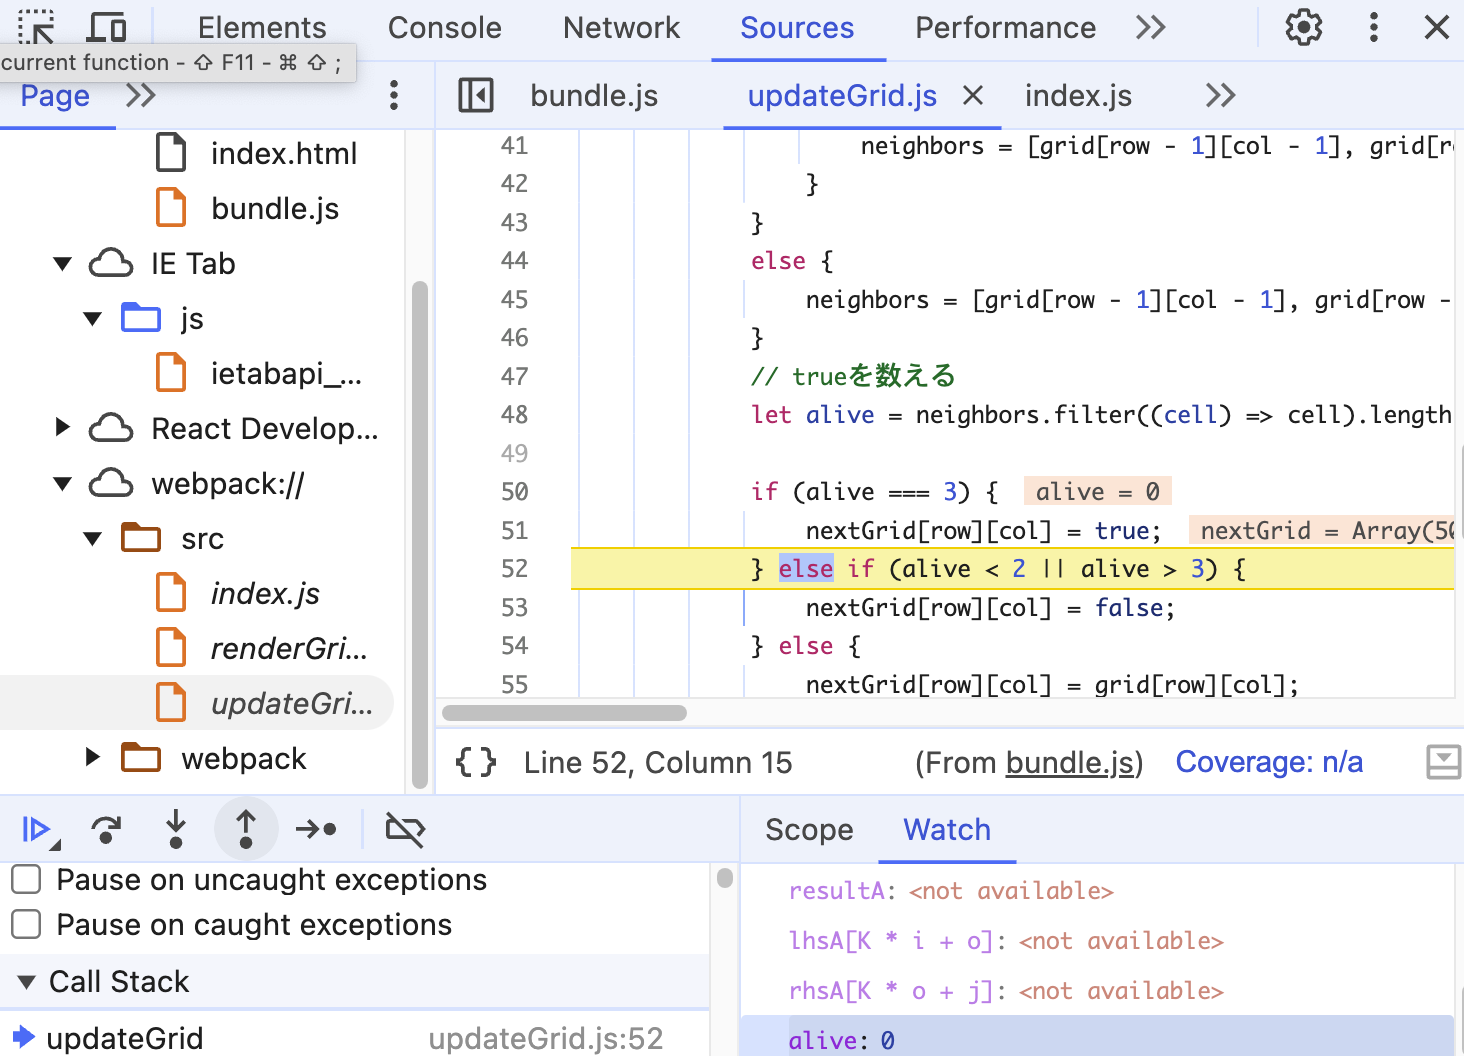 Elements Console Network Sources Performance
current function - ⇧ F11 - ⌘ ⇧ ;
Page
bundle.js updateGrid.js index.js
index.html
bundle.js
IE Tab
js
ietabapi_...
React Develop...
webpack://
src
index.js
renderGri...
updateGri...
webpack
41 neighbors = [grid[row - 1][col - 1], grid[r
42 }
43 }
44 else {
45 neighbors = [grid[row - 1][col - 1], grid[row -
46 }
47 // trueを数える
48 let alive = neighbors.filter((cell) => cell).length
49
50 if (alive === 3) { alive = 0
51 nextGrid[row][col] = true; nextGrid = Array(50
52 } else if (alive < 2 || alive > 3) {
53 nextGrid[row][col] = false;
54 } else {
55 nextGrid[row][col] = grid[row][col];
{} Line 52, Column 15 (From bundle.js) Coverage: n/a
Pause on uncaught exceptions
Pause on caught exceptions
Call Stack
updateGrid updateGrid.js:52
Scope Watch
resultA: <not available>
lhsA[K * i + o]: <not available>
rhsA[K * o + j]: <not available>
alive: 0